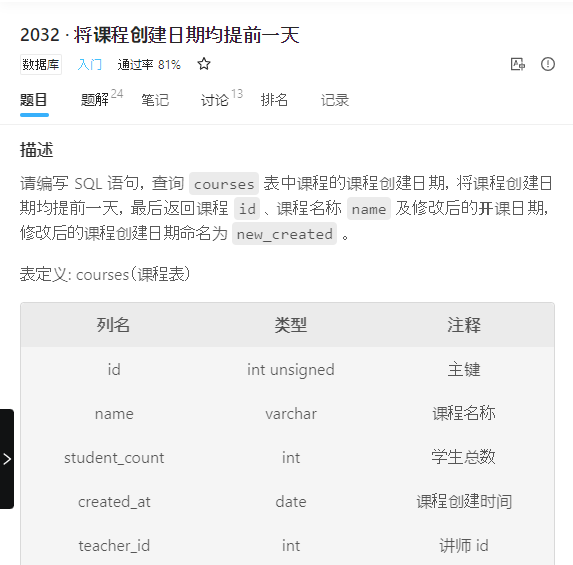 2032 · 将课程创建日期均提前一天
数据库 入门 通过率 81%
题目 题解 24 笔记 讨论 13 排名 记录
描述
请编写 SQL 语句, 查询 courses 表中课程的课程创建日期, 将课程创建日
期均提前一天, 最后返回课程 id 、课程名称 name 及修改后的开课日期,
修改后的课程创建日期命名为 new_created 。
表定义: courses(课程表)
列名 类型 注释
id int unsigned 主键
name varchar 课程名称
student_count int 学生总数
created_at date 课程创建时间
teacher_id int 讲师 id